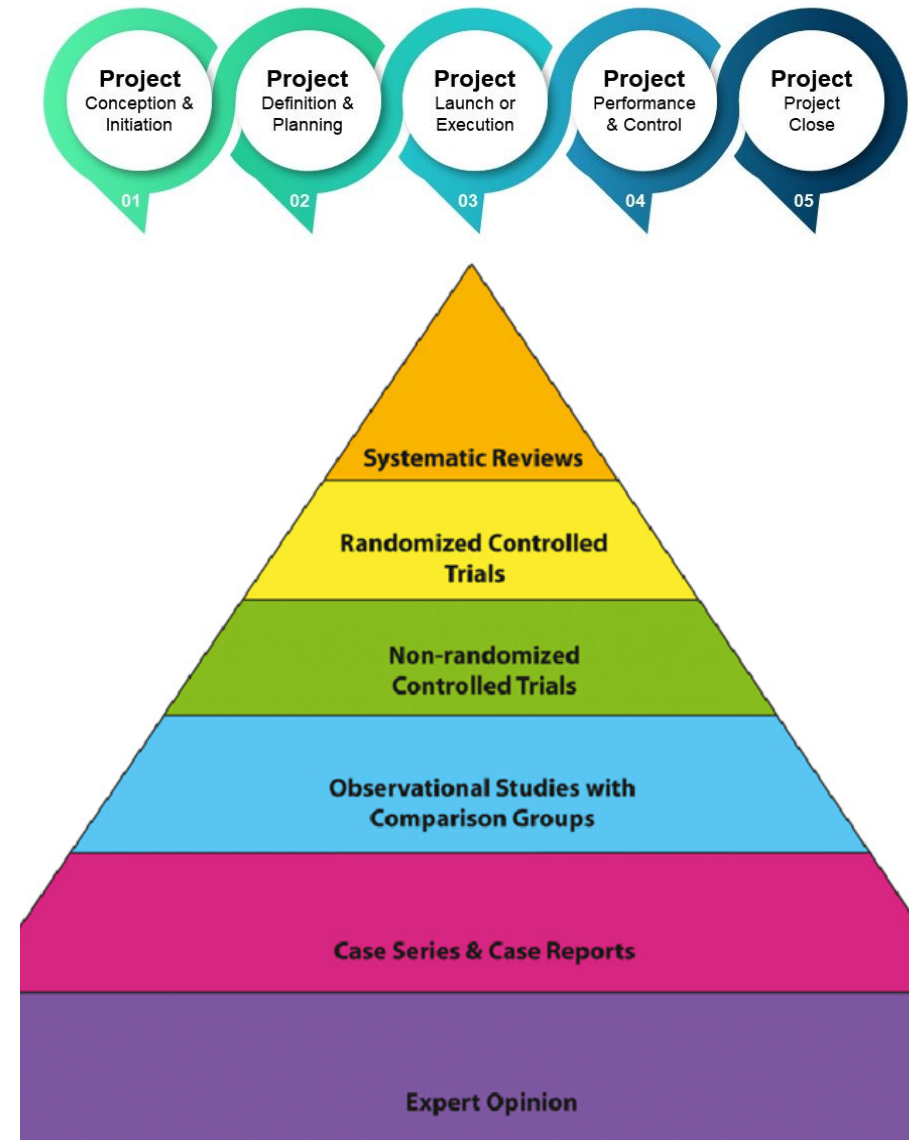 Project
Conception &
Initiation
01
Project
Definition &
Planning
02
Project
Launch or
Execution
03
Project
Performance
& Control
04
Project
Project
Close
05
Systematic Reviews
Randomized Controlled
Trials
Non-randomized
Controlled Trials
Observational Studies with
Comparison Groups
Case Series & Case Reports
Expert Opinion